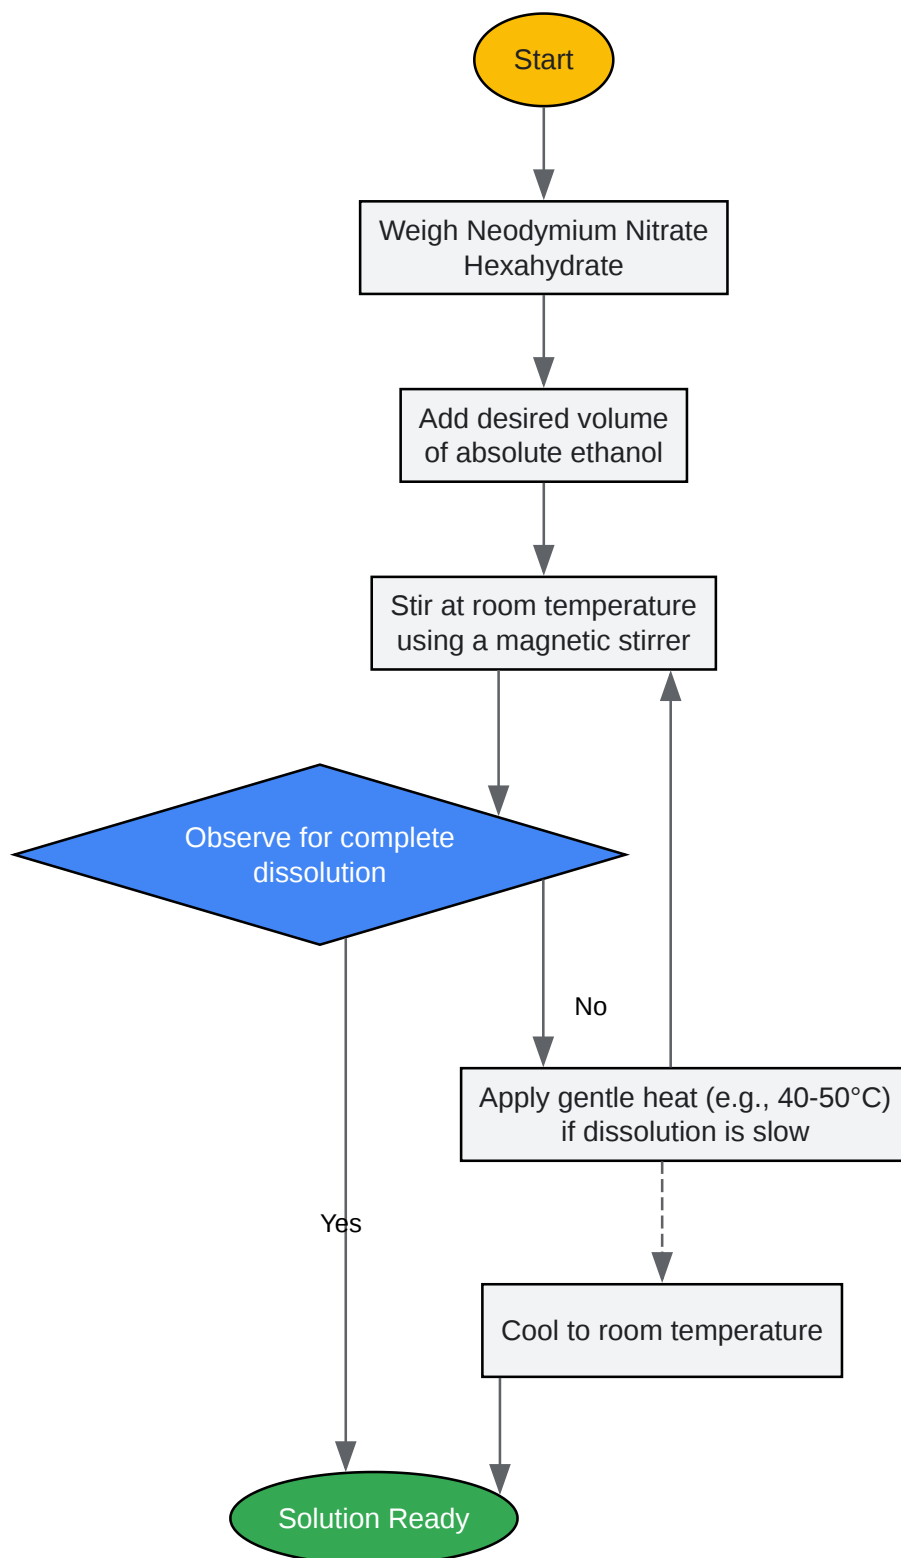 Start
Weigh Neodymium Nitrate
Hexahydrate
Add desired volume
of absolute ethanol
Stir at room temperature
using a magnetic stirrer
Observe for complete
dissolution
No
Apply gentle heat (e.g., 40-50°C)
if dissolution is slow
Yes
Cool to room temperature
Solution Ready